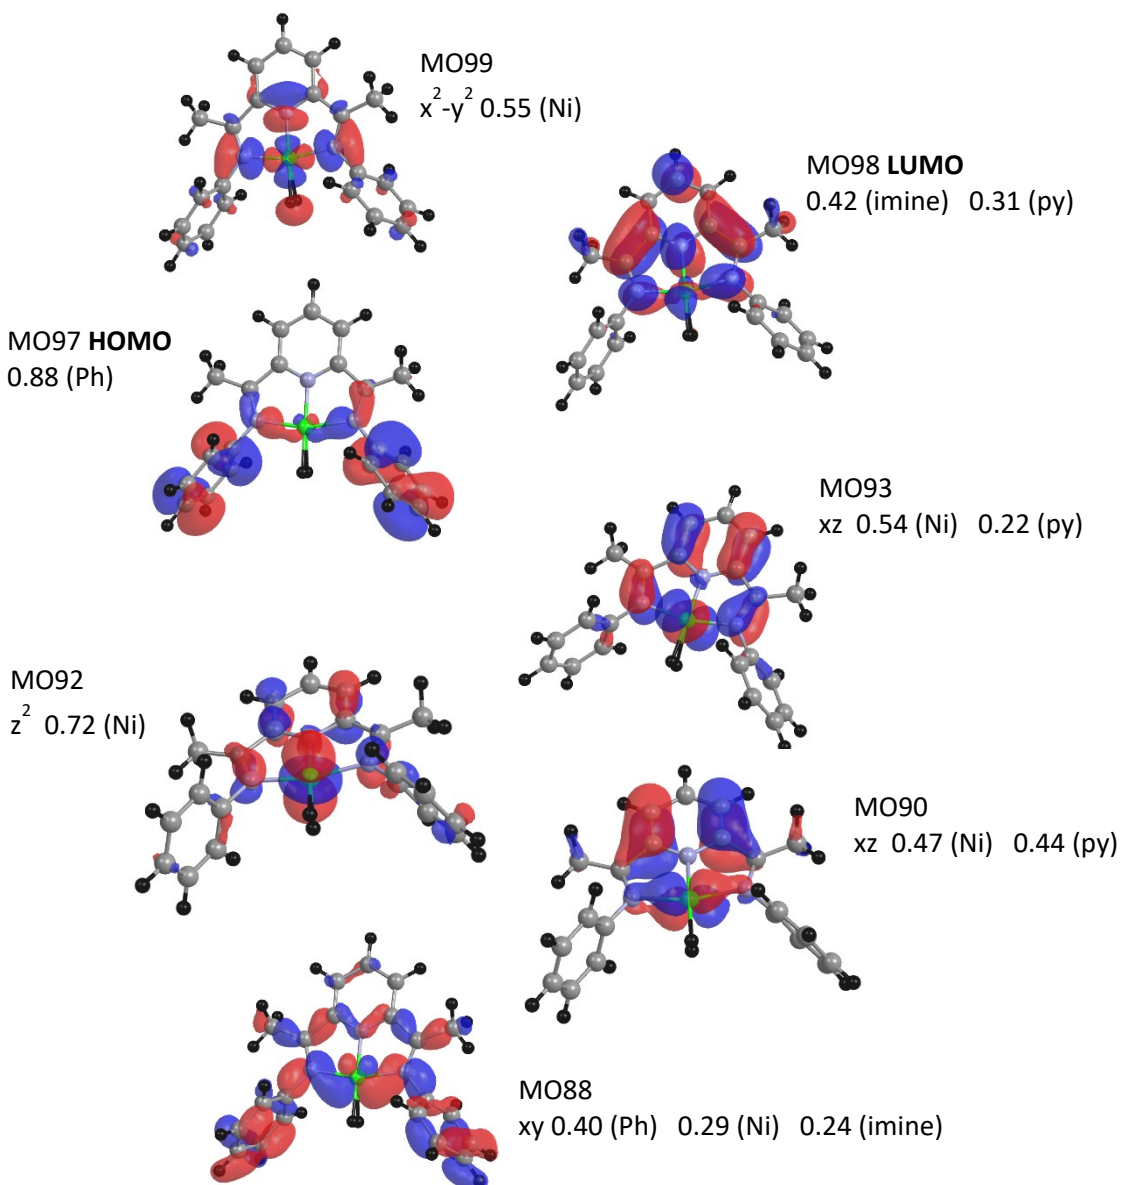 MO99
x²-y² 0.55 (Ni)
MO98 LUMO
0.42 (imine) 0.31 (py)
MO97 HOMO
0.88 (Ph)
MO93
xz 0.54 (Ni) 0.22 (py)
MO92
z² 0.72 (Ni)
MO90
xz 0.47 (Ni) 0.44 (py)
MO88
xy 0.40 (Ph) 0.29 (Ni) 0.24 (imine)